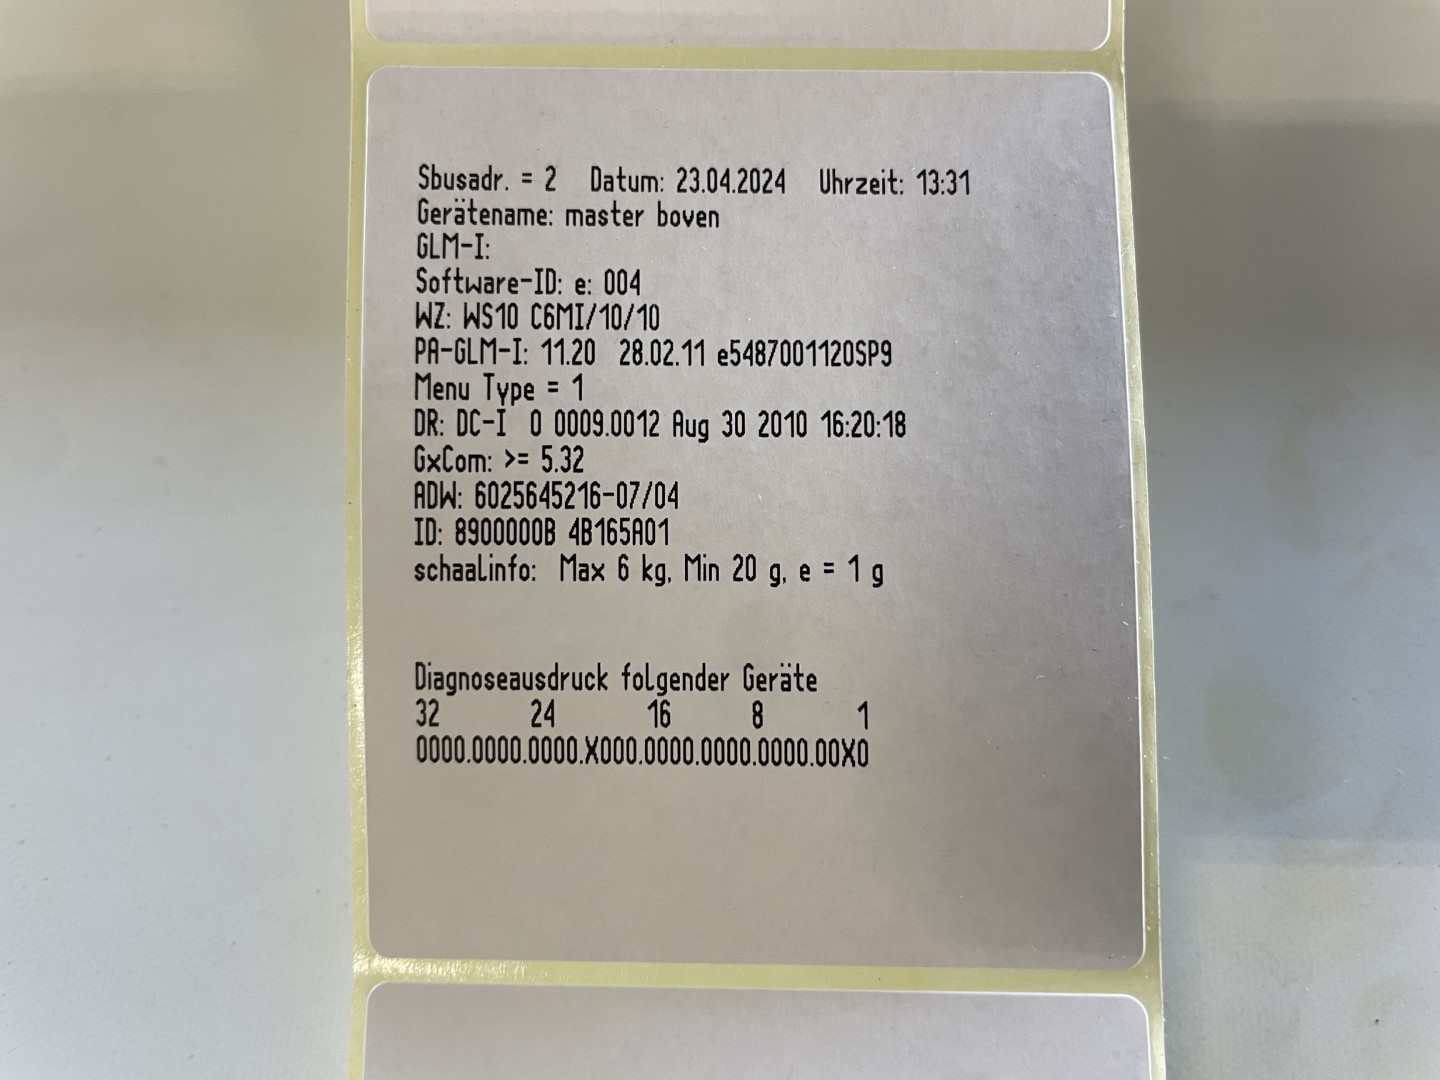 Sbusadr. = 2 Datum: 23.04.2024 Uhrzeit: 13:31
Gerätename: master boven
GLM-I:
Software-ID: e: 004
WZ: WS10 C6MI/10/10
PA-GLM-I: 11.20 28.02.11 e5487001120SP9
Menu Type = 1
DR: DC-I 0 0009.0012 Aug 30 2010 16:20:18
GxCom: >= 5.32
ADW: 6025645216-07/04
ID: 8900000B 4B165A01
schaalinfo: Max 6 kg, Min 20 g, e = 1 g
Diagnoseausdruck folgender Geräte
32 24 16 8 1
0000.0000.0000.X000.0000.0000.0000.00X0